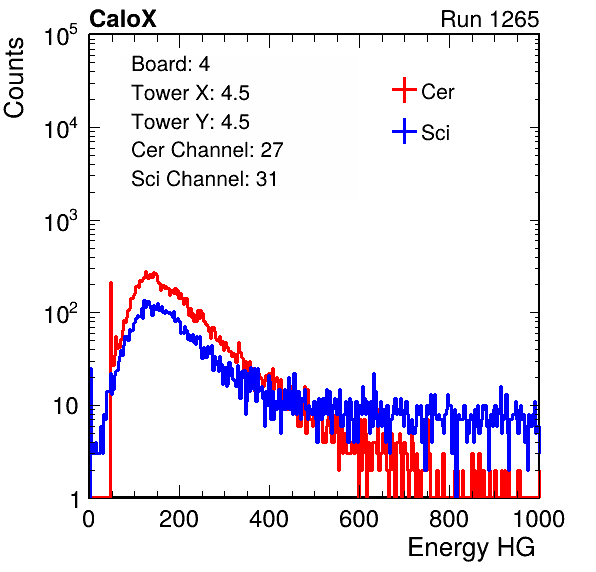 CaloX Run 1265
Counts
Board: 4
Tower X: 4.5
Tower Y: 4.5
Cer Channel: 27
Sci Channel: 31
Cer
Sci
10^5
10^4
10^3
10^2
10
1
0 200 400 600 800 1000
Energy HG